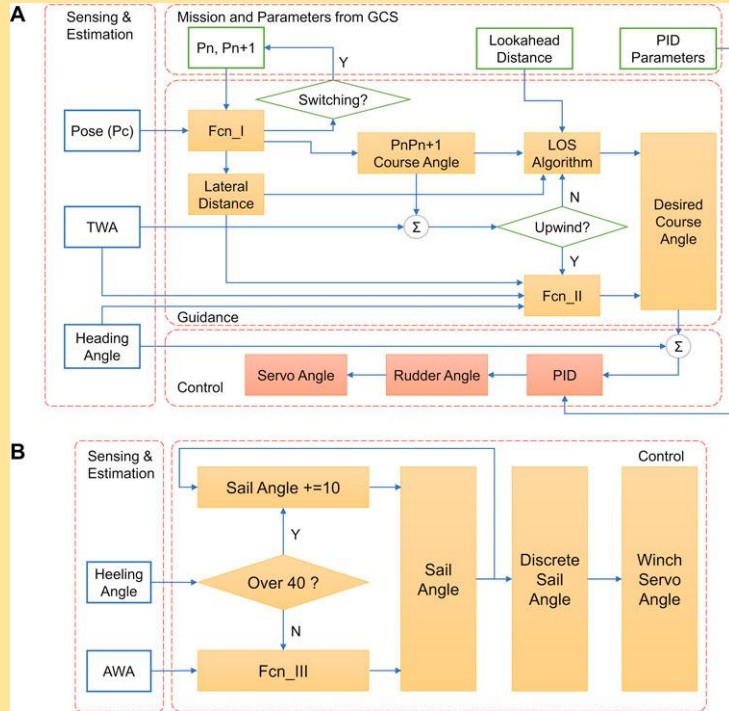 A
Sensing &
Estimation
Mission and Parameters from GCS
Pn, Pn+1
Y
Lookahead
Distance
PID
Parameters
Switching?
Pose (Pc)
Fcn_I
PnPn+1
Course Angle
LOS
Algorithm
Lateral
Distance
N
Desired
Course
Angle
TWA
Σ
Upwind?
Y
Fcn_II
Guidance
Heading
Angle
Σ
Control
Servo Angle
Rudder Angle
PID
B
Sensing &
Estimation
Control
Sail Angle +=10
Y
Heeling
Angle
Over 40 ?
Sail
Angle
Discrete
Sail
Angle
Winch
Servo
Angle
N
AWA
Fcn_III